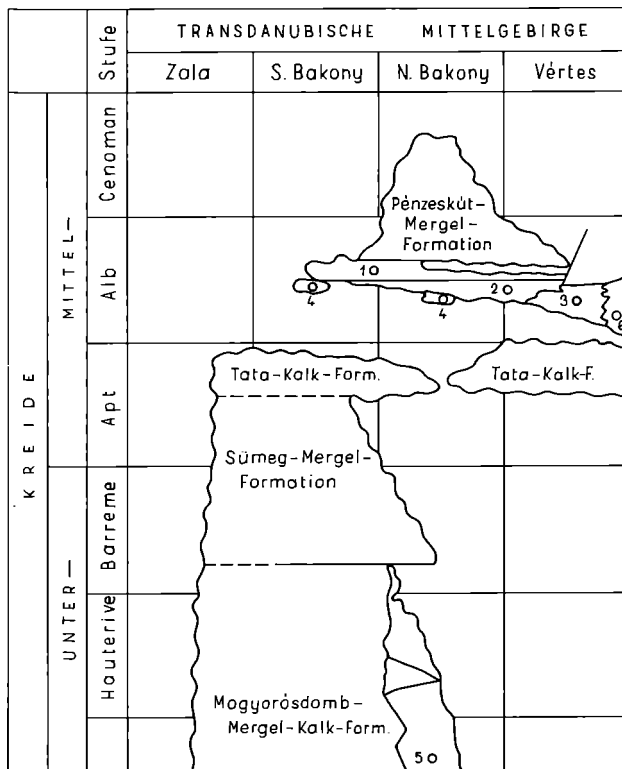 TRANSDANUBISCHE MITTELGEBIRGE
Stufe
Zala S. Bakony N. Bakony Vértes
KREIDE
MITTEL—
UNTER—
Cenoman
Alb
Apt
Barreme
Hauterive
Pénzeskút-
Mergel-
Formation
10
20
30
4
4
Tata-Kalk-Form.
Tata-Kalk-F.
Sümeg-Mergel-
Formation
Mogyorósdomb-
Mergel-Kalk-Form.
50